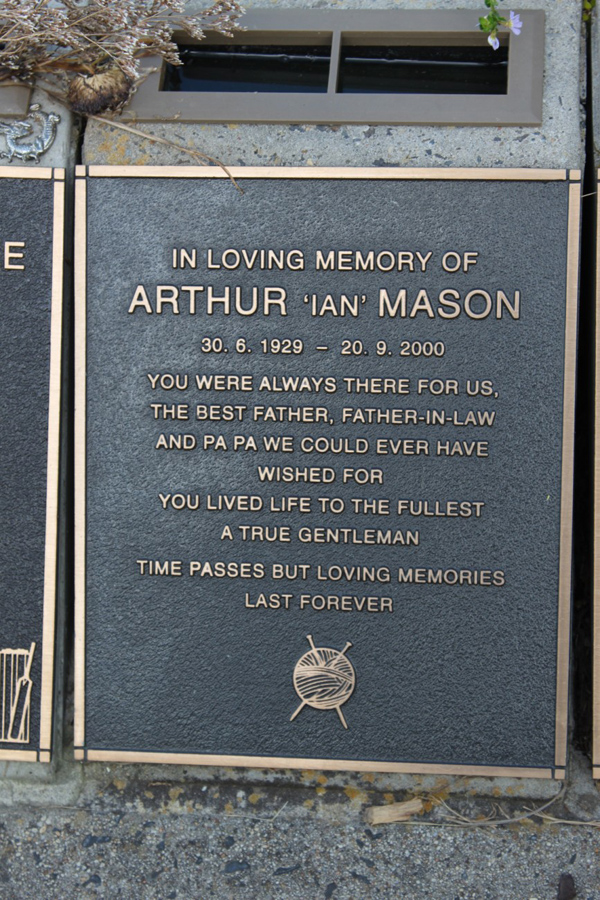 E
IN LOVING MEMORY OF
ARTHUR 'IAN' MASON
30. 6. 1929 – 20. 9. 2000
YOU WERE ALWAYS THERE FOR US,
THE BEST FATHER, FATHER-IN-LAW
AND PA PA WE COULD EVER HAVE
WISHED FOR
YOU LIVED LIFE TO THE FULLEST
A TRUE GENTLEMAN
TIME PASSES BUT LOVING MEMORIES
LAST FOREVER